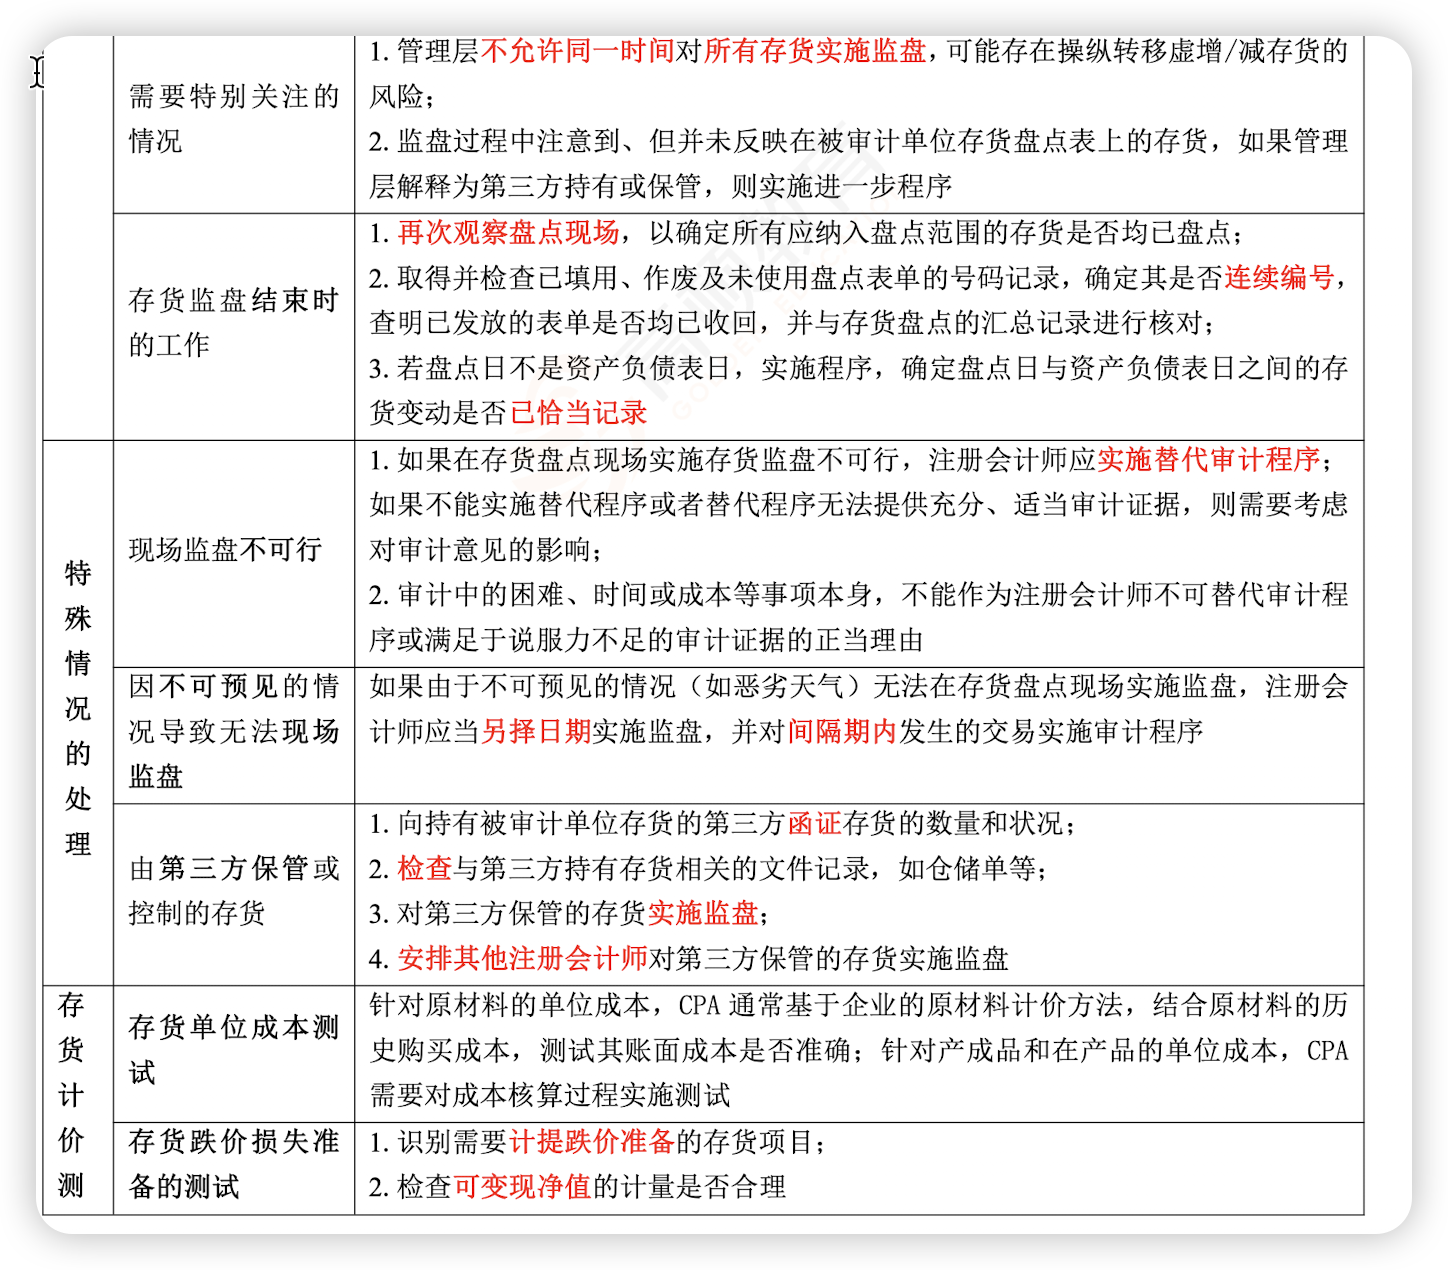 1. 管理层不允许同一时间对所有存货实施监盘，可能存在操纵转移虚增/减存货的
需要特别关注的
风险；
情况
2. 监盘过程中注意到、但并未反映在被审计单位存货盘点表上的存货，如果管理
层解释为第三方持有或保管，则实施进一步程序
1. 再次观察盘点现场，以确定所有应纳入盘点范围的存货是否均已盘点；
2. 取得并检查已填用、作废及未使用盘点表单的号码记录，确定其是否连续编号，
存货监盘结束时
查明已发放的表单是否均已收回，并与存货盘点的汇总记录进行核对；
的工作
3. 若盘点日不是资产负债表日，实施程序，确定盘点日与资产负债表日之间的存
货变动是否已恰当记录
特殊情况的处理
现场监盘不可行
1. 如果在存货盘点现场实施存货监盘不可行，注册会计师应实施替代审计程序；
如果不能实施替代程序或者替代程序无法提供充分、适当审计证据，则需要考虑
对审计意见的影响；
2. 审计中的困难、时间或成本等事项本身，不能作为注册会计师不可替代审计程
序或满足于说服力不足的审计证据的正当理由
因不可预见的情
况导致无法现场
监盘
如果由于不可预见的情况（如恶劣天气）无法在存货盘点现场实施监盘，注册会
计师应当另择日期实施监盘，并对间隔期内发生的交易实施审计程序
由第三方保管或
控制的存货
1. 向持有被审计单位存货的第三方函证存货的数量和状况；
2. 检查与第三方持有存货相关的文件记录，如仓储单等；
3. 对第三方保管的存货实施监盘；
4. 安排其他注册会计师对第三方保管的存货实施监盘
存货计价测
存货单位成本测
试
针对原材料的单位成本，CPA 通常基于企业的原材料计价方法，结合原材料的历
史购买成本，测试其账面成本是否准确；针对产成品和在产品的单位成本，CPA
需要对成本核算过程实施测试
存货跌价损失准
备的测试
1. 识别需要计提跌价准备的存货项目；
2. 检查可变现净值的计量是否合理